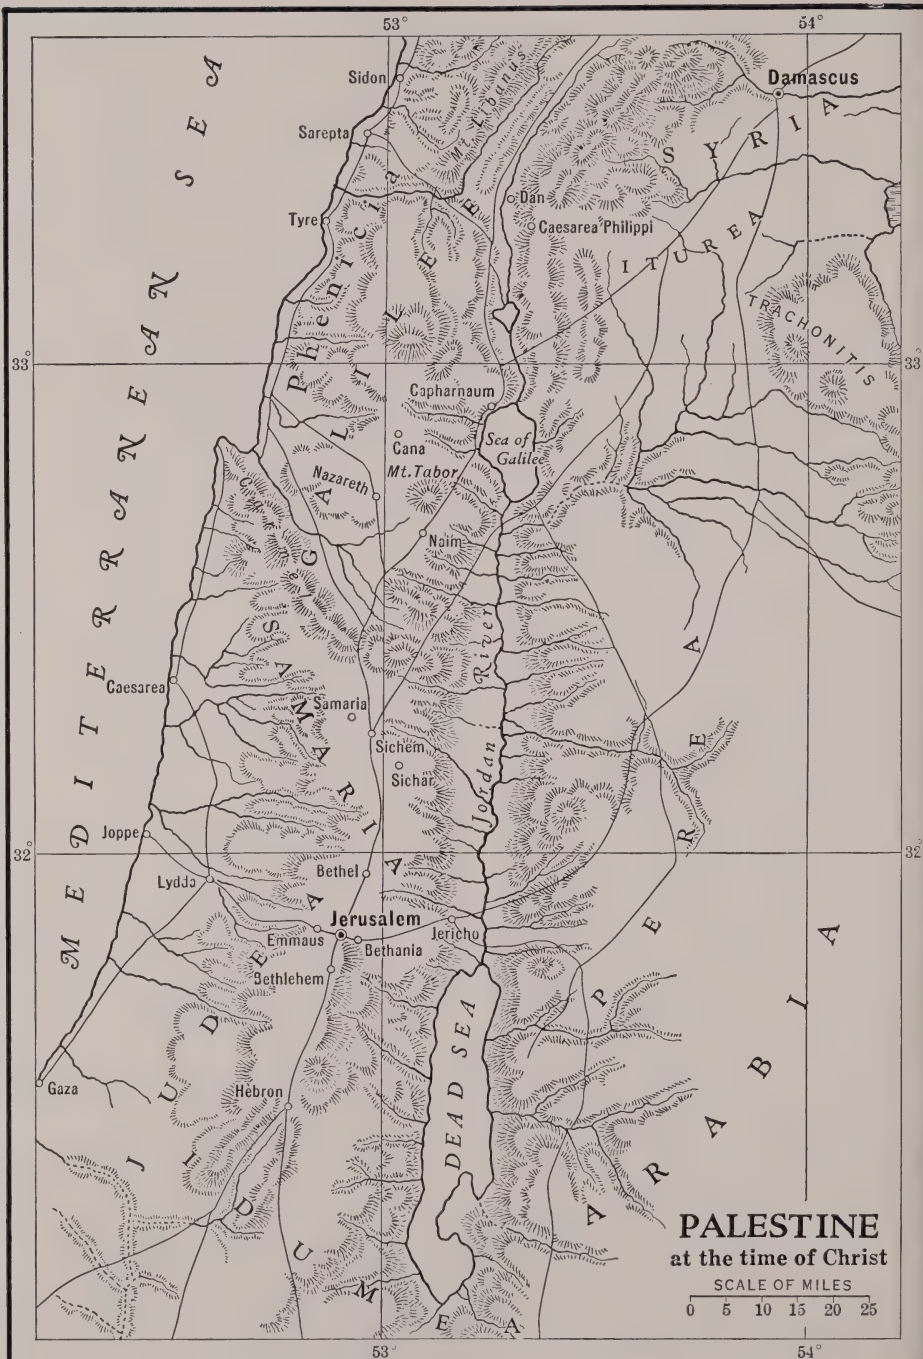 53° 54°
Sidon
Damascus
Sarepta
Mt. Libanus
SYRIA
Dan
Tyre
Caesarea Philippi
ITUREA
Phenicia
TRACHONITIS
33° 33°
Capharnaum
Cana
Sea of
Galilee
Mt. Tabor
Nazareth
GALILEE
Naim
MEDITERRANEAN SEA
Jordan River
Caesarea
Samaria
SAMARIA
Sichem
Sichar
PEREA
Joppe
32° 32°
Lydda
Bethel
Jerusalem
Emmaus
Bethania
Jericho
Bethlehem
JUDEA
DEAD SEA
Gaza
Hebron
ARABIA
IDUMEA
PALESTINE
at the time of Christ
SCALE OF MILES
0 5 10 15 20 25
53° 54°